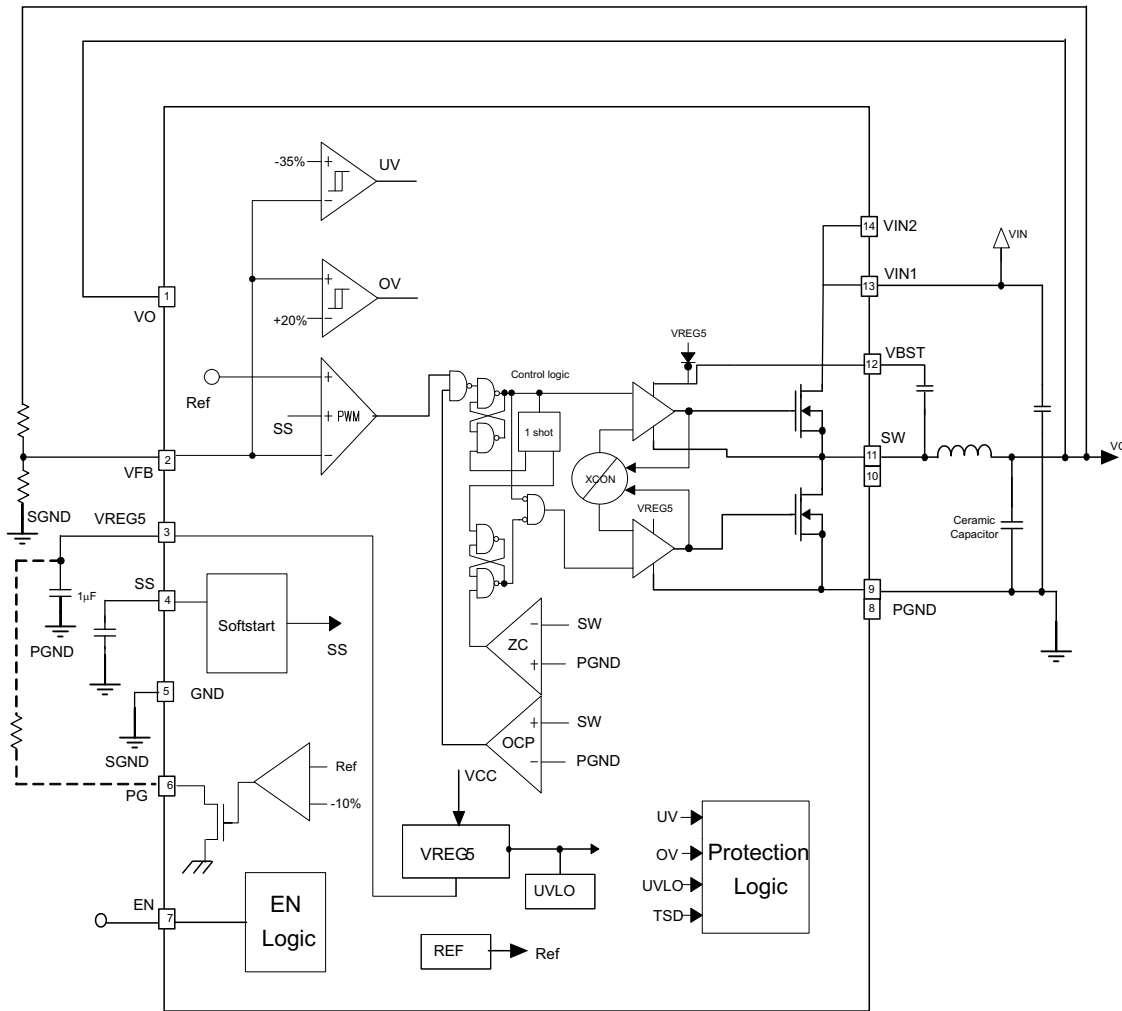 -35%
UV
14
VIN2
VIN
VIN1
13
1
VO
OV
+20%
VREG5
VBST
12
Control logic
Ref
SS
PWM
1 shot
SW
11
10
VO
VFB
2
XCON
SGND
VREG5
3
VREG5
Ceramic
Capacitor
1µF
SS
4
Softstart
SS
9
8
PGND
PGND
SW
ZC
PGND
5
GND
SW
OCP
PGND
SGND
VCC
Ref
PG
6
-10%
VREG5
UVLO
UV
OV
UVLO
TSD
Protection
Logic
EN
7
EN
Logic
REF
Ref